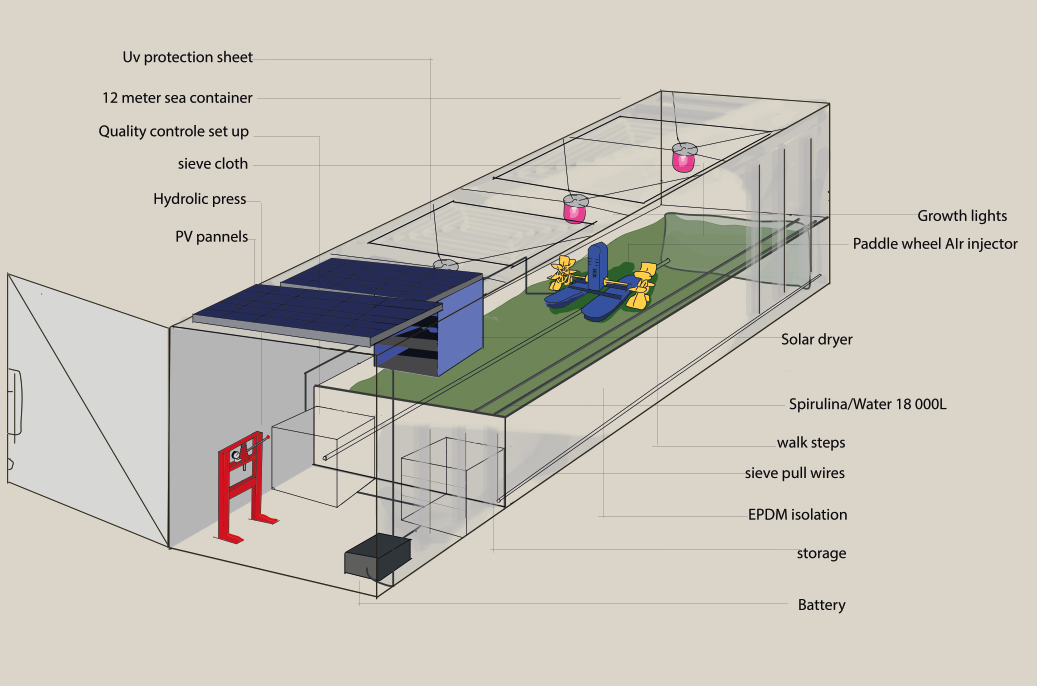 Uv protection sheet
12 meter sea container
Quality controle set up
sieve cloth
Hydrolic press
PV pannels
Growth lights
Paddle wheel AIr injector
Solar dryer
Spirulina/Water 18 000L
walk steps
sieve pull wires
EPDM isolation
storage
Battery